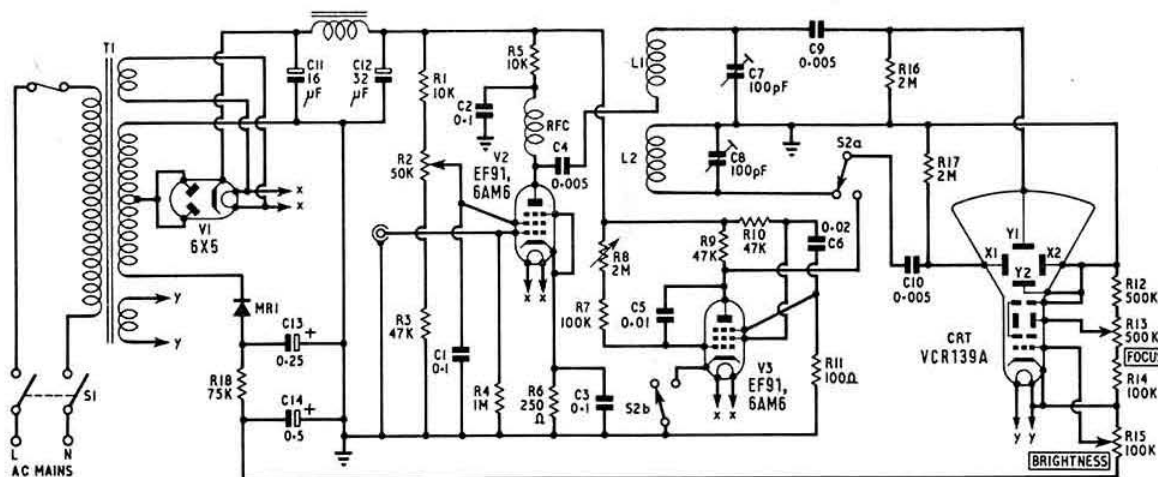 T1
C11
16
μF
C12
32
μF
R1
10K
R5
10K
C2
0·1
RFC
C4
0·005
L1
C7
100pF
C9
0·005
R16
2M
L2
C8
100pF
S2a
R17
2M
R2
50K
V2
EF91,
6AM6
x
x
V1
6X5
R8
2M
R9
47K
R10
47K
0·02
C6
C10
0·005
Y1
X1
X2
Y2
R12
500K
R13
500K
FOCUS
y
y
MR1
C13
0·25
R3
47K
C1
0·1
R4
1M
x
x
R6
250
Ω
C3
0·1
R7
100K
C5
0·01
V3
EF91,
6AM6
x
x
S2b
R11
100Ω
CRT
VCR139A
R14
100K
R18
75K
C14
0·5
y
y
R15
100K
BRIGHTNESS
S1
L
N
AC MAINS